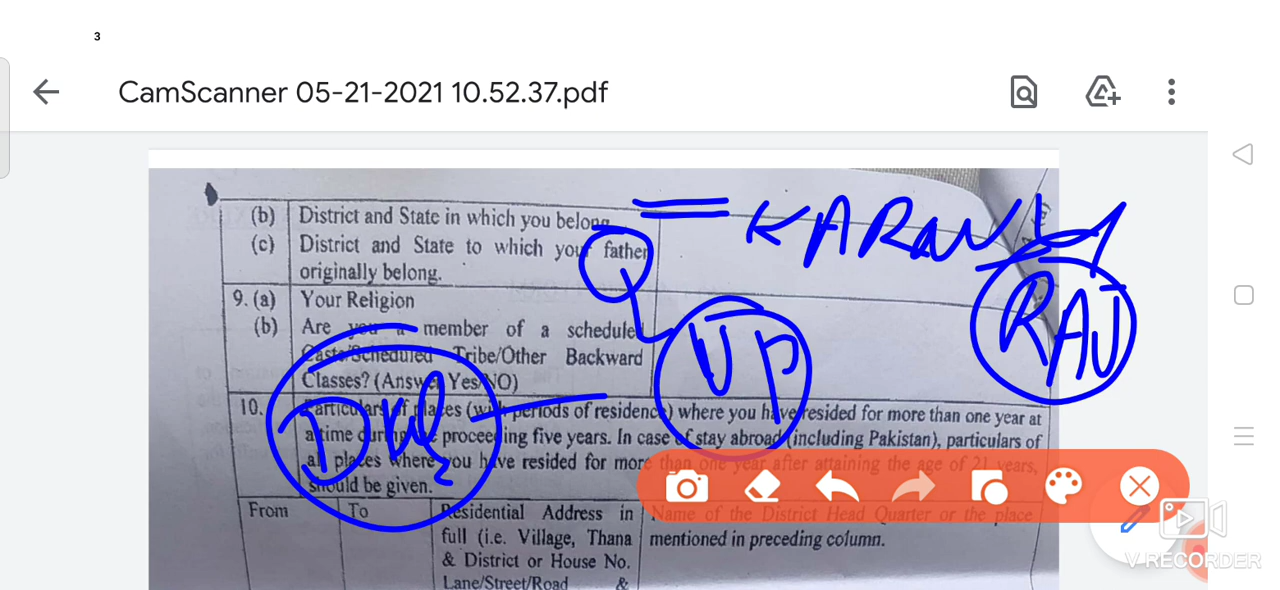 3
CamScanner 05-21-2021 10.52.37.pdf
(b) District and State in which you belong
(c) District and State to which your father
originally belong.
KARAULY
RAJ
UP
9. (a) Your Religion
(b) Are you a member of a scheduled
Caste/Scheduled Tribe/Other Backward
Classes? (Answer Yes/NO)
10. Particulars of places (with periods of residence) where you have resided for more than one year at
a time during the proceeding five years. In case of stay abroad (including Pakistan), particulars of
all places where you have resided for more than one year after attaining the age of 21 years,
should be given.
From To Residential Address in Name of the District Head Quarter or the place
full (i.e. Village, Thana mentioned in preceding column.
& District or House No.
Lane/Street/Road &
V RECORDER